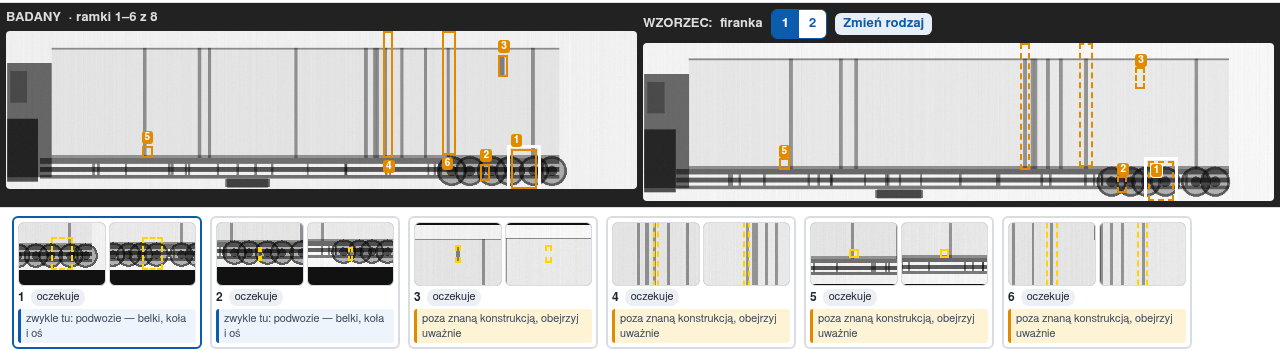 BADANY · ramki 1–6 z 8
WZORZEC: firanka 1 2 Zmień rodzaj
3
5
4
6
2
1
3
5
2
1
1 oczekuje
zwykle tu: podwozie — belki, koła
i oś
2 oczekuje
zwykle tu: podwozie — belki, koła
i oś
3 oczekuje
poza znaną konstrukcją, obejrzyj
uważnie
4 oczekuje
poza znaną konstrukcją, obejrzyj
uważnie
5 oczekuje
poza znaną konstrukcją, obejrzyj
uważnie
6 oczekuje
poza znaną konstrukcją, obejrzyj
uważnie